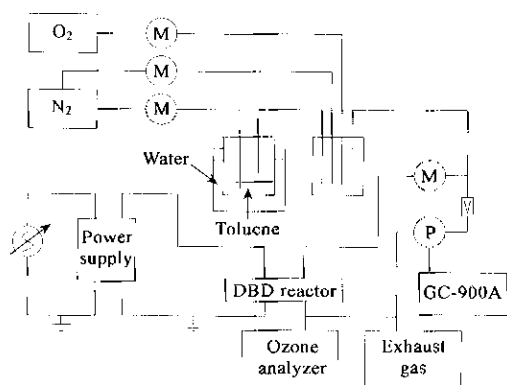 O2
M
M
N2
M
Water
Toluene
M
V
Power
supply
P
DBD reactor
GC-900A
Ozone
analyzer
Exhaust
gas